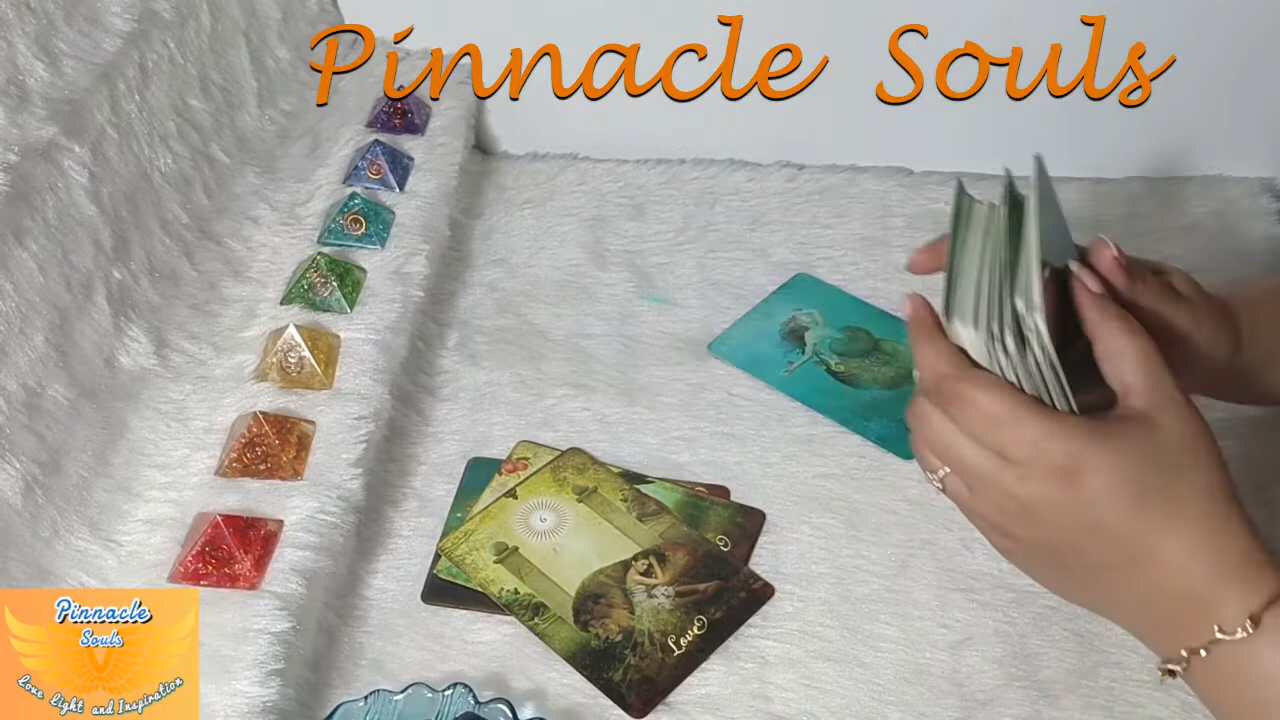 Pinnacle Souls
Love
Pinnacle
Souls
Love Light and Inspiration